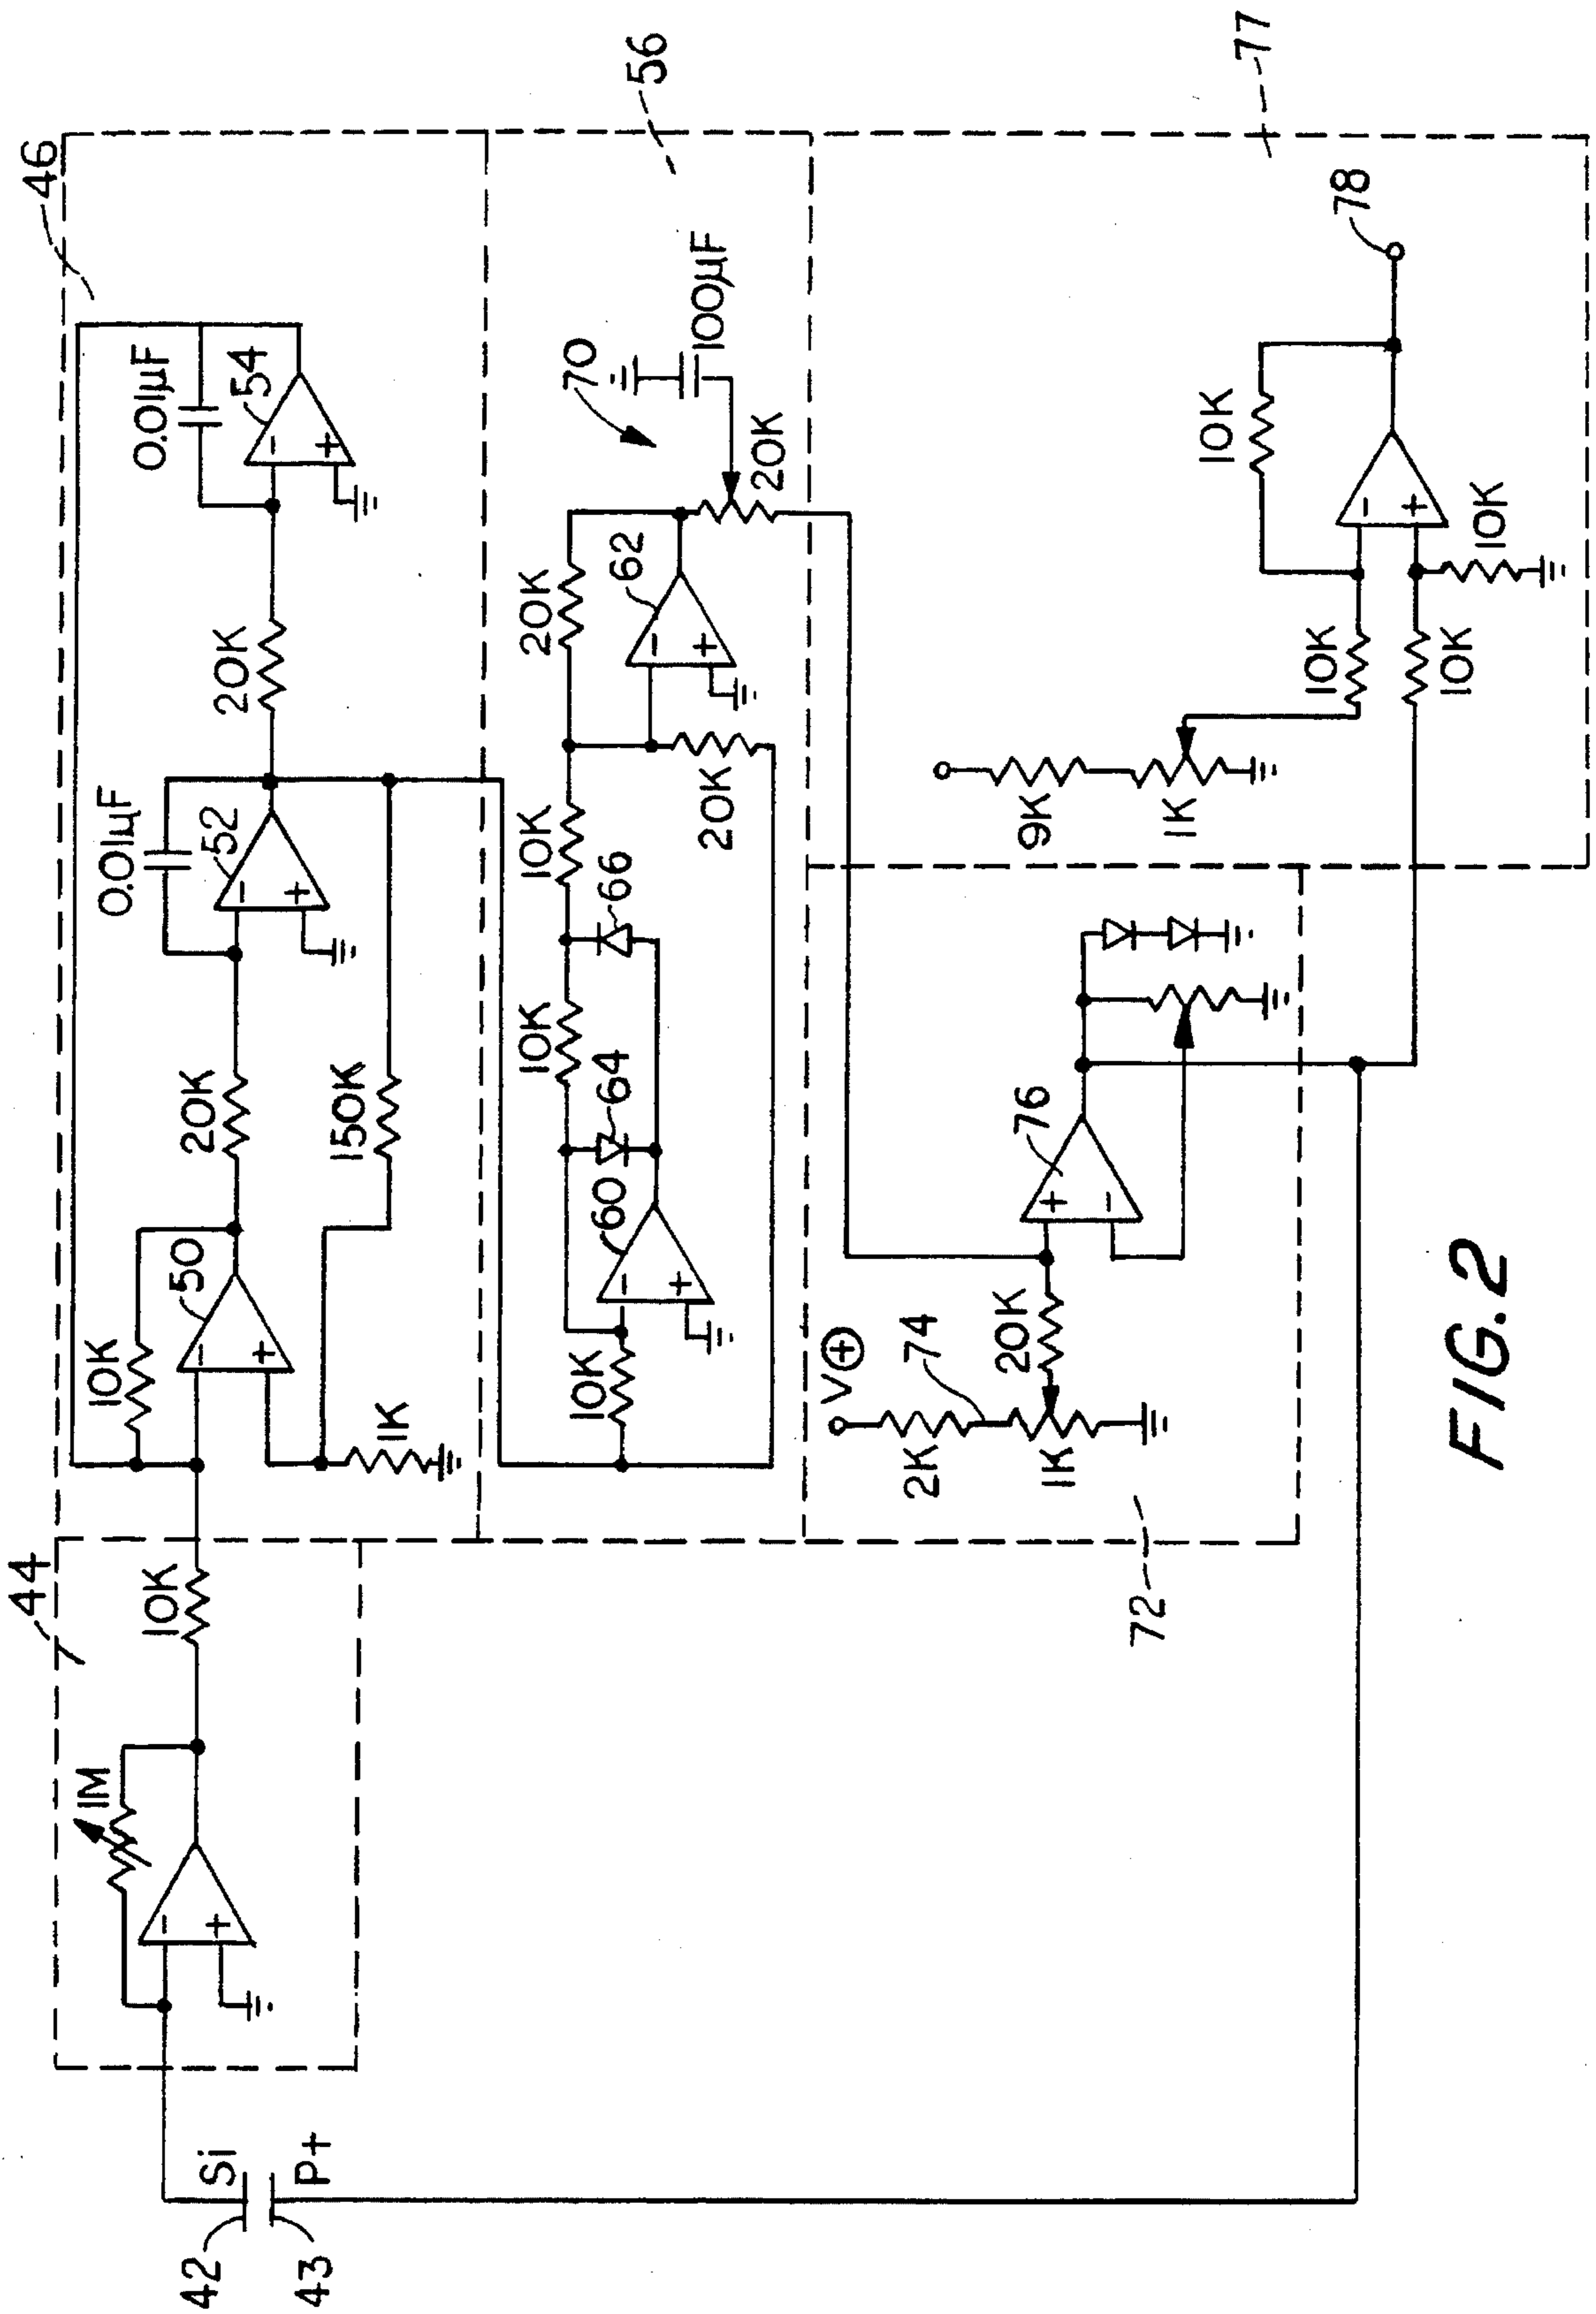 44
1M
10K
42
Si
43
P+
−
+
46
10K
50
−
+
1K
20K
150K
0.01µF
52
−
+
20K
0.01µF
54
−
+
56
10K
60
−
+
64
10K
66
10K
20K
20K
62
−
+
70
20K
100µF
72
V⊕
2K
74
1K
20K
76
+
−
77
9K
1K
10K
10K
10K
10K
−
+
78
FIG.2